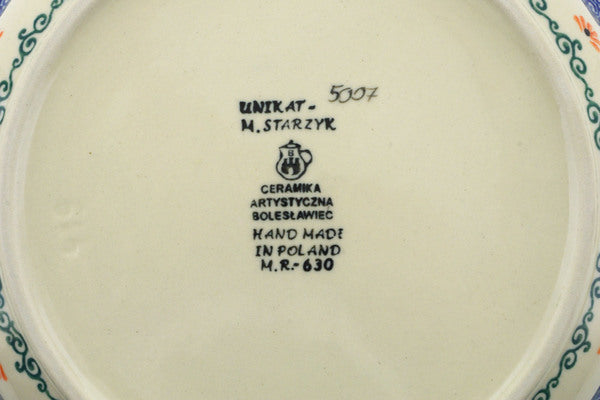 UNIKAT- 5007
M. STARZYK
B
CERAMIKA
ARTYSTYCZNA
BOLESŁAWIEC
HAND MADE
IN POLAND
M.R.-630